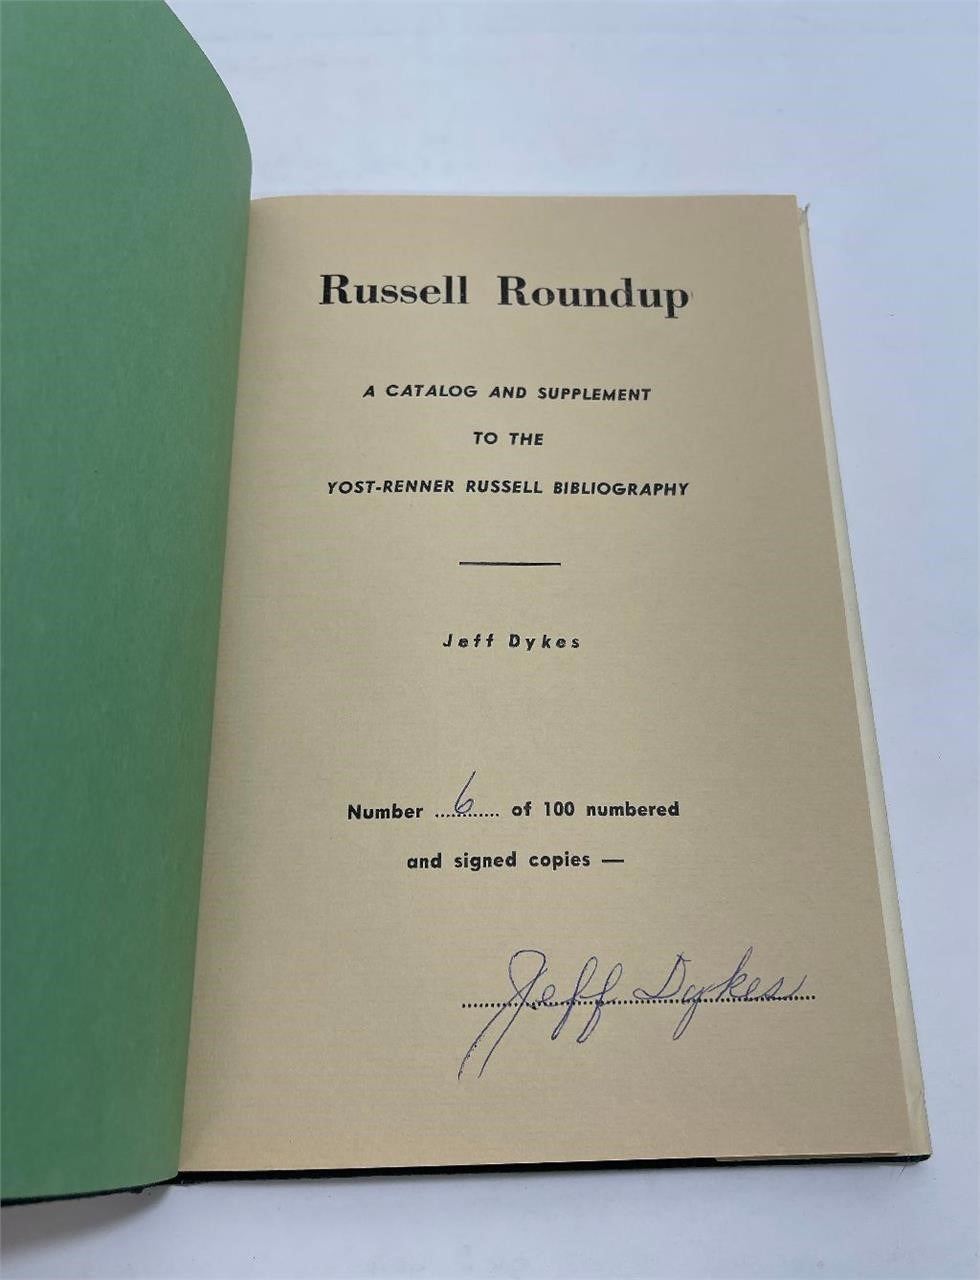 Russell Roundup
A CATALOG AND SUPPLEMENT
TO THE
YOST-RENNER RUSSELL BIBLIOGRAPHY
Jeff Dykes
Number ....6.... of 100 numbered
and signed copies —
Jeff Dykes